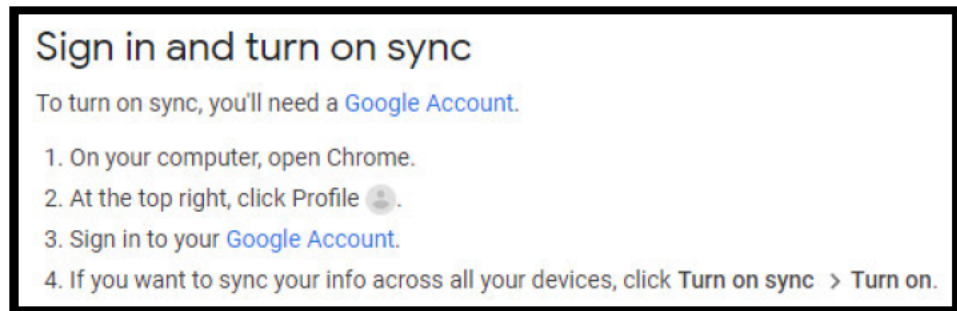 Sign in and turn on sync
To turn on sync, you'll need a Google Account.
1. On your computer, open Chrome.
2. At the top right, click Profile .
3. Sign in to your Google Account.
4. If you want to sync your info across all your devices, click Turn on sync > Turn on.